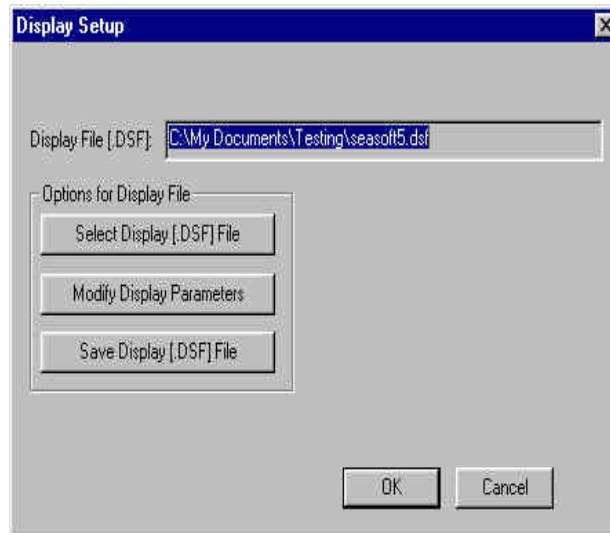 Display Setup
Display File [.DSF]: C:\My Documents\Testing\seasoft5.dsf
Options for Display File
Select Display [.DSF] File
Modify Display Parameters
Save Display [.DSF] File
OK Cancel